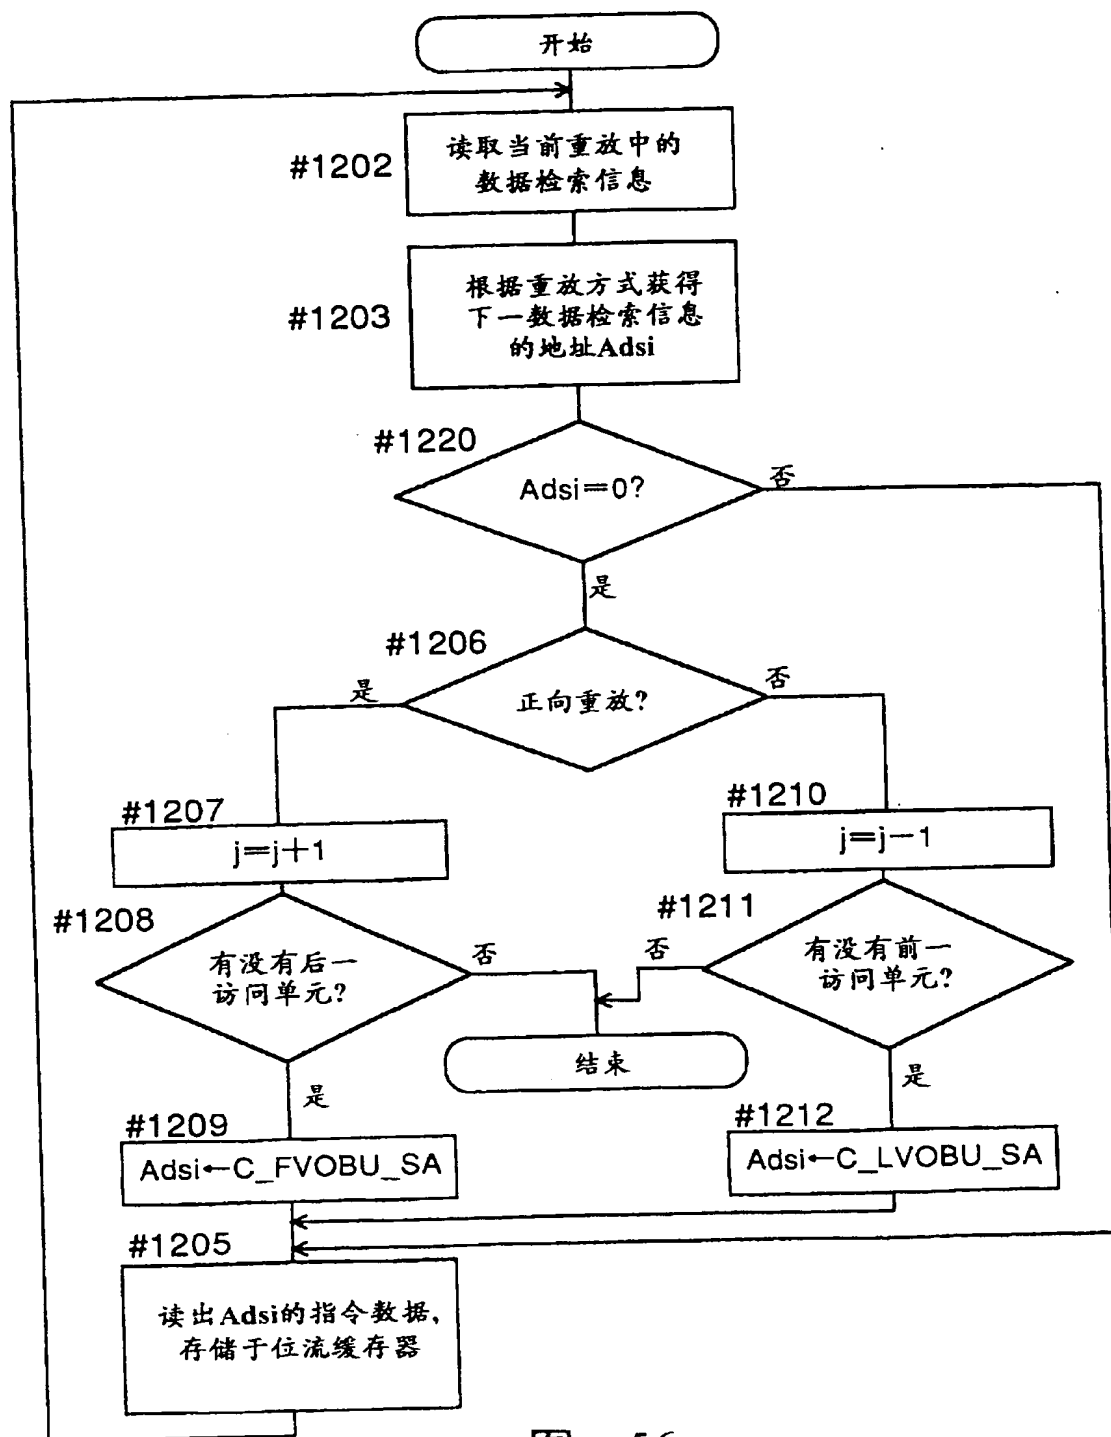 开始
#1202
读取当前重放中的
数据检索信息
#1203
根据重放方式获得
下一数据检索信息
的地址Adsi
#1220
Adsi=0?
否
是
#1206
正向重放?
是
否
#1207
j=j+1
#1210
j=j-1
#1208
有没有后一
访问单元?
否
#1211
有没有前一
访问单元?
否
结束
是
是
#1209
Adsi←C_FVOBU_SA
#1212
Adsi←C_LVOBU_SA
#1205
读出Adsi的指令数据,
存储于位流缓存器